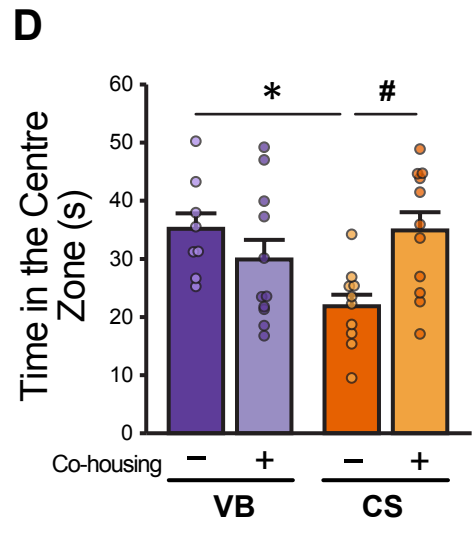 D
* #
60
50
40
30
20
10
0
Time in the Centre
Zone (s)
Co-housing − + − +
VB CS